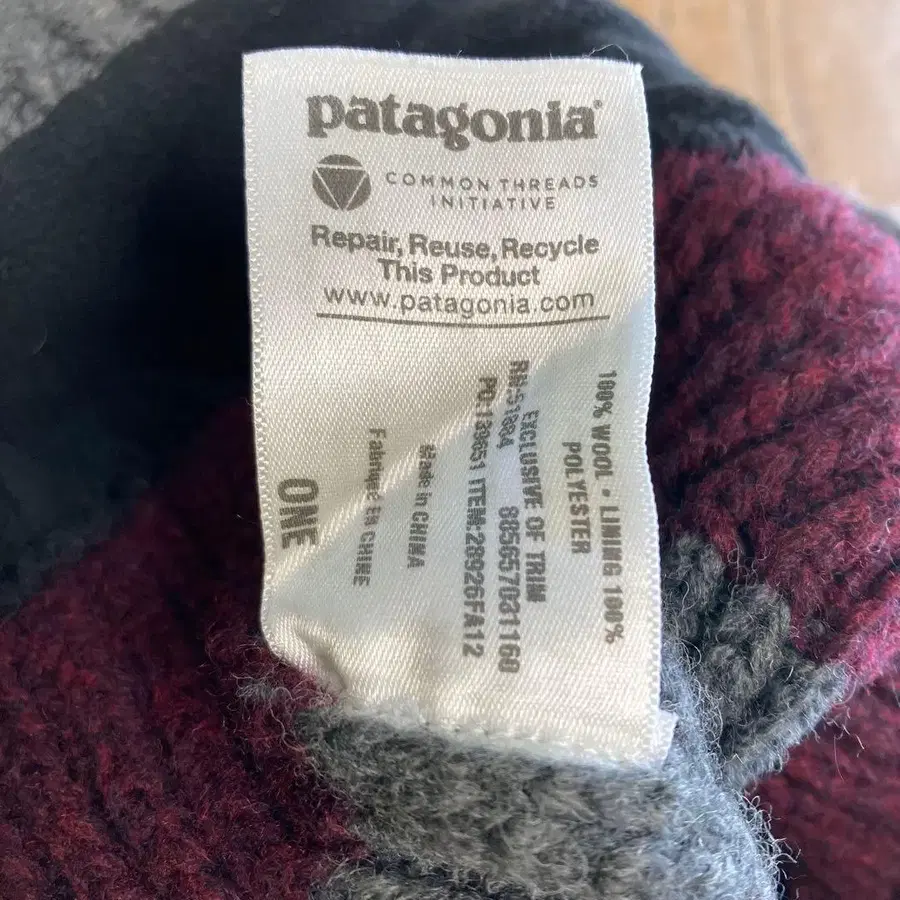 patagonia®
COMMON THREADS
INITIATIVE
Repair, Reuse, Recycle
This Product
www.patagonia.com
100% WOOL • LINING 100%
POLYESTER
EXCLUSIVE OF TRIM
RN:51884 885657031160
PO:139651 ITEM:28926FA12
Made in CHINA
Fabriqué EN CHINE
ONE